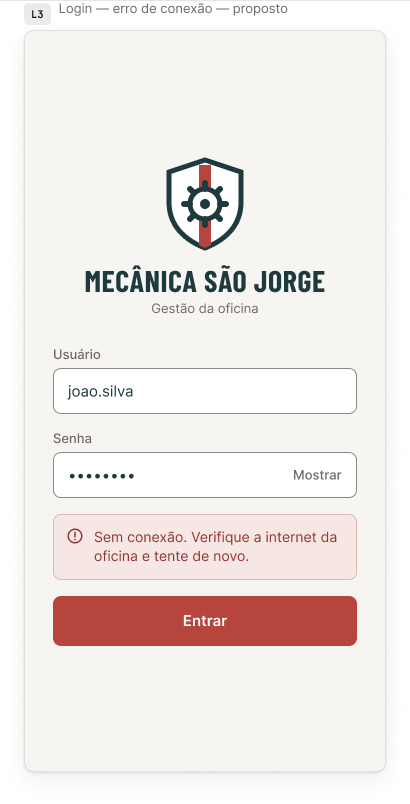 L3 Login — erro de conexão — proposto
MECÂNICA SÃO JORGE
Gestão da oficina
Usuário
joao.silva
Senha
•••••••• Mostrar
Sem conexão. Verifique a internet da
oficina e tente de novo.
Entrar